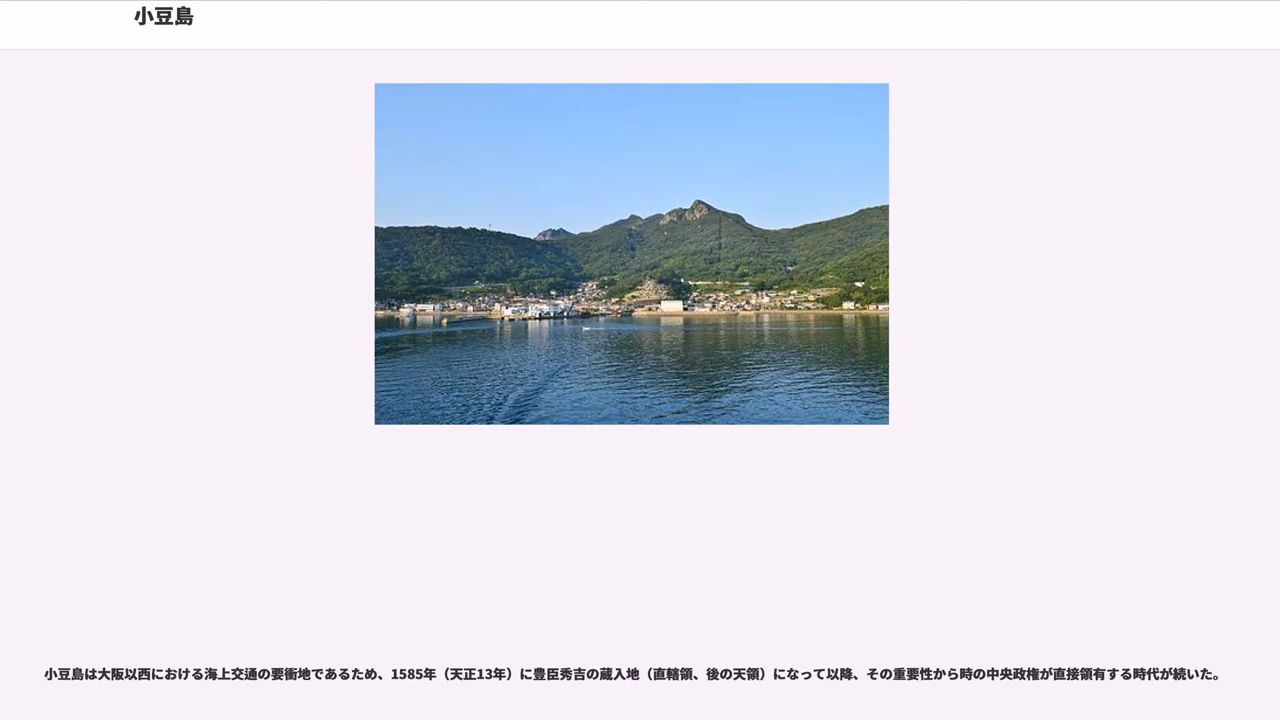 小豆島
小豆島は大阪以西における海上交通の要衝地であるため、1585年（天正13年）に豊臣秀吉の蔵入地（直轄領、後の天領）になって以降、その重要性から時の中央政権が直接領有する時代が続いた。